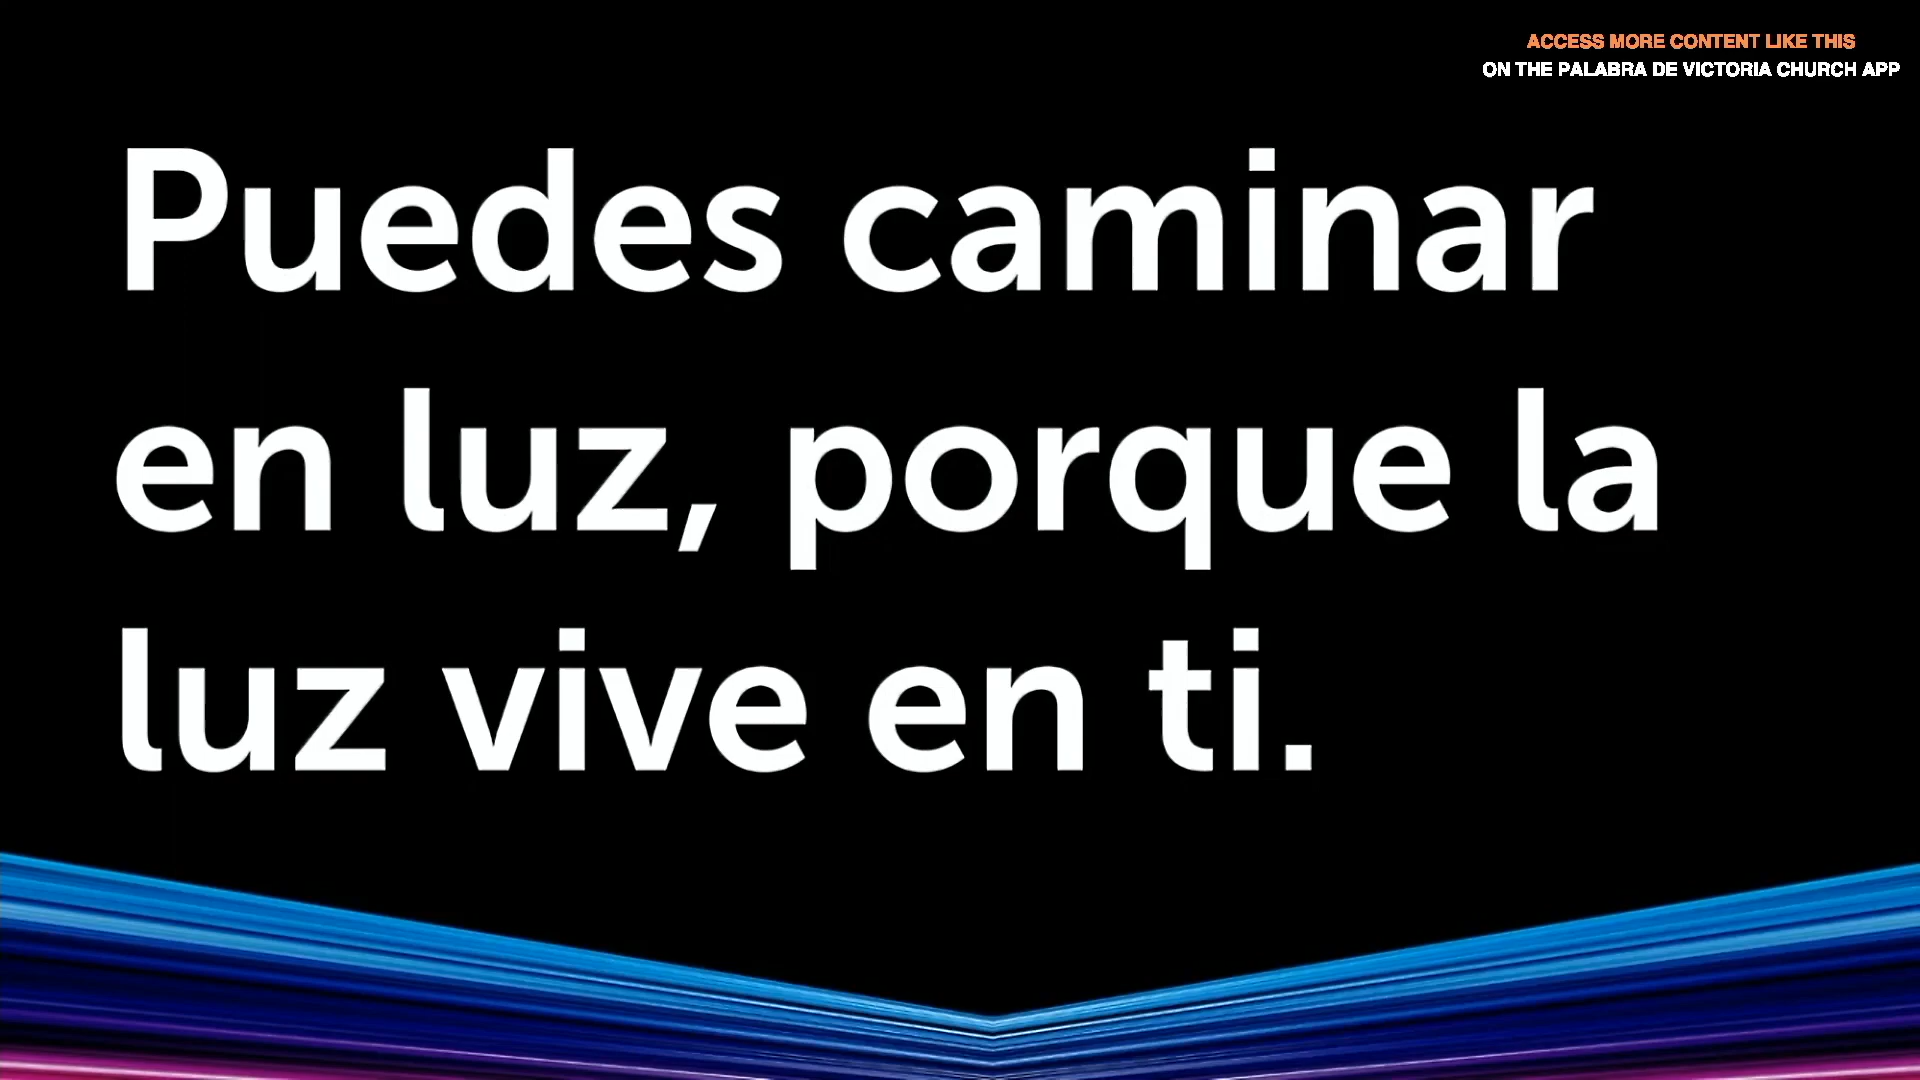 ACCESS MORE CONTENT LIKE THIS
ON THE PALABRA DE VICTORIA CHURCH APP
Puedes caminar
en luz, porque la
luz vive en ti.